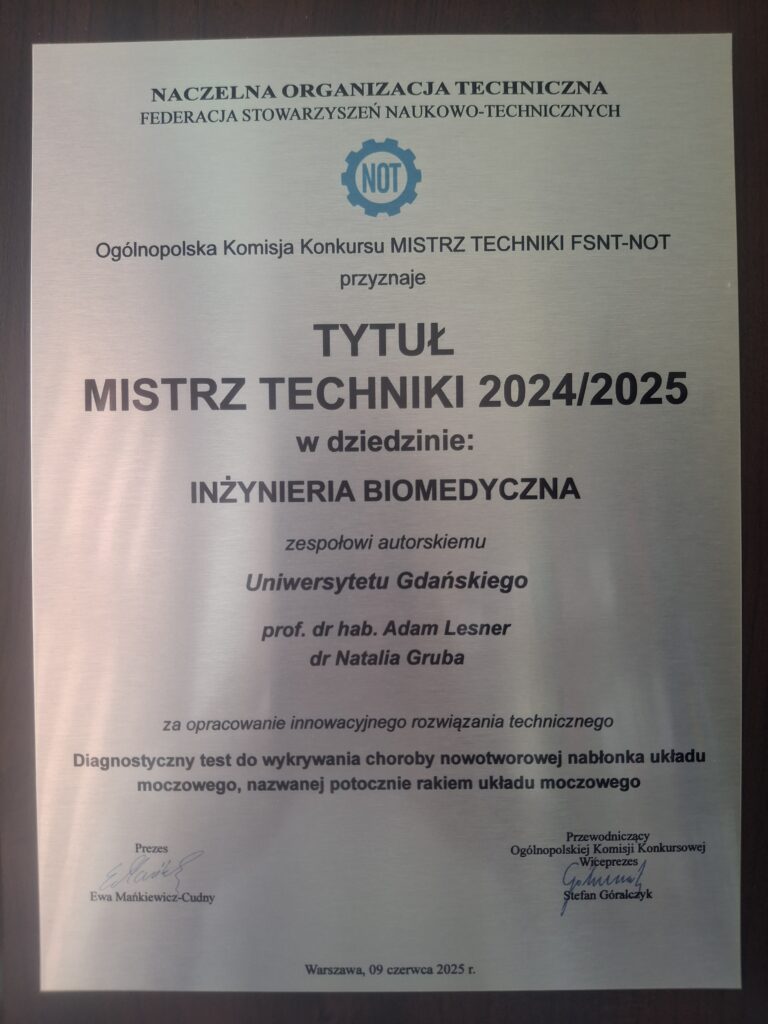 NACZELNA ORGANIZACJA TECHNICZNA
FEDERACJA STOWARZYSZEŃ NAUKOWO-TECHNICZNYCH
NOT
Ogólnopolska Komisja Konkursu MISTRZ TECHNIKI FSNT-NOT
przyznaje
TYTUŁ
MISTRZ TECHNIKI 2024/2025
w dziedzinie:
INŻYNIERIA BIOMEDYCZNA
zespołowi autorskiemu
Uniwersytetu Gdańskiego
prof. dr hab. Adam Lesner
dr Natalia Gruba
za opracowanie innowacyjnego rozwiązania technicznego
Diagnostyczny test do wykrywania choroby nowotworowej nabłonka układu
moczowego, nazwanej potocznie rakiem układu moczowego
Prezes
Ewa Mańkiewicz-Cudny
Przewodniczący
Ogólnopolskiej Komisji Konkursowej
Wiceprezes
Stefan Góralczyk
Warszawa, 09 czerwca 2025 r.